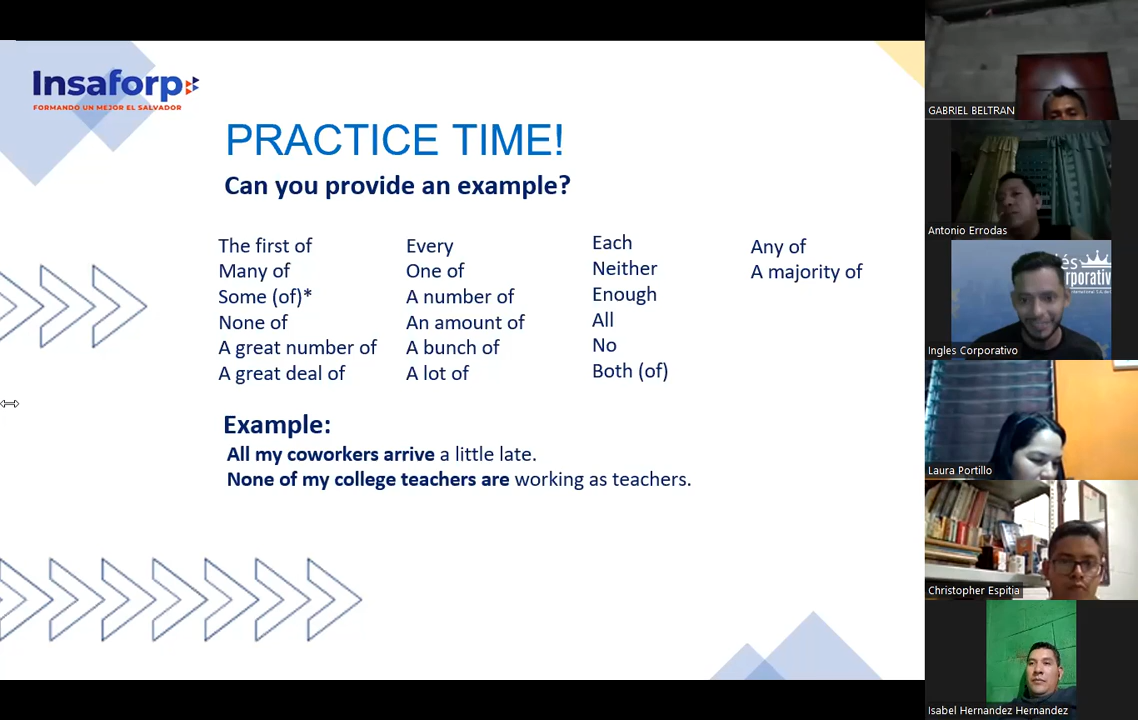 Insaforp
FORMANDO UN MEJOR EL SALVADOR
PRACTICE TIME!
Can you provide an example?
The first of
Many of
Some (of)*
None of
A great number of
A great deal of
Every
One of
A number of
An amount of
A bunch of
A lot of
Each
Neither
Enough
All
No
Both (of)
Any of
A majority of
Example:
All my coworkers arrive a little late.
None of my college teachers are working as teachers.
GABRIEL BELTRAN
Antonio Errodas
Ingles Corporativo
Laura Portillo
Christopher Espitia
Isabel Hernandez Hernandez